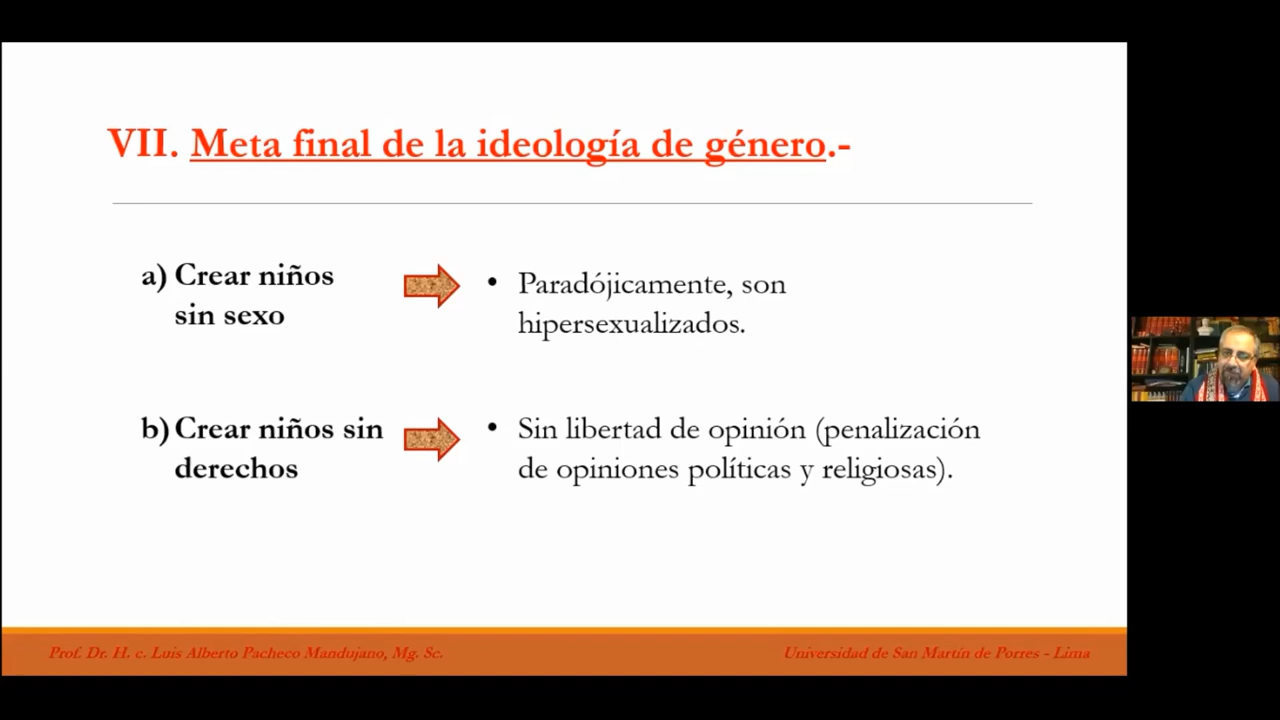 VII. Meta final de la ideología de género.-
a) Crear niños
sin sexo
• Paradójicamente, son
hipersexualizados.
b) Crear niños sin
derechos
• Sin libertad de opinión (penalización
de opiniones políticas y religiosas).
Prof. Dr. H. c. Luis Alberto Pacheco Mandujano, Mg. Sc.
Universidad de San Martín de Porres - Lima